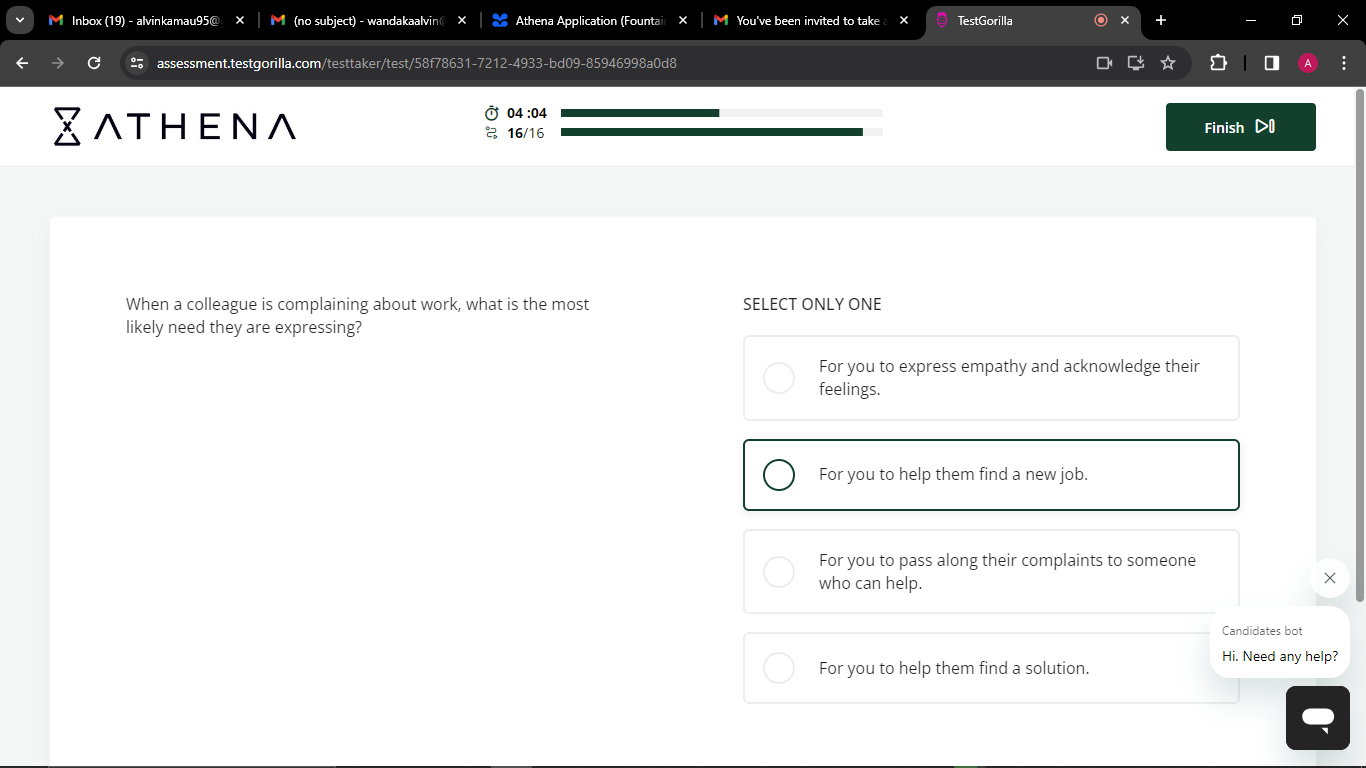 Inbox (19) - alvinkamau95@
(no subject) - wandakaalvin@
Athena Application (Fountai
You've been invited to take a
TestGorilla
assessment.testgorilla.com/testtaker/test/58f78631-7212-4933-bd09-85946998a0d8
A
ATHENA
04 :04
16/16
Finish
When a colleague is complaining about work, what is the most
likely need they are expressing?
SELECT ONLY ONE
For you to express empathy and acknowledge their
feelings.
For you to help them find a new job.
For you to pass along their complaints to someone
who can help.
For you to help them find a solution.
Candidates bot
Hi. Need any help?